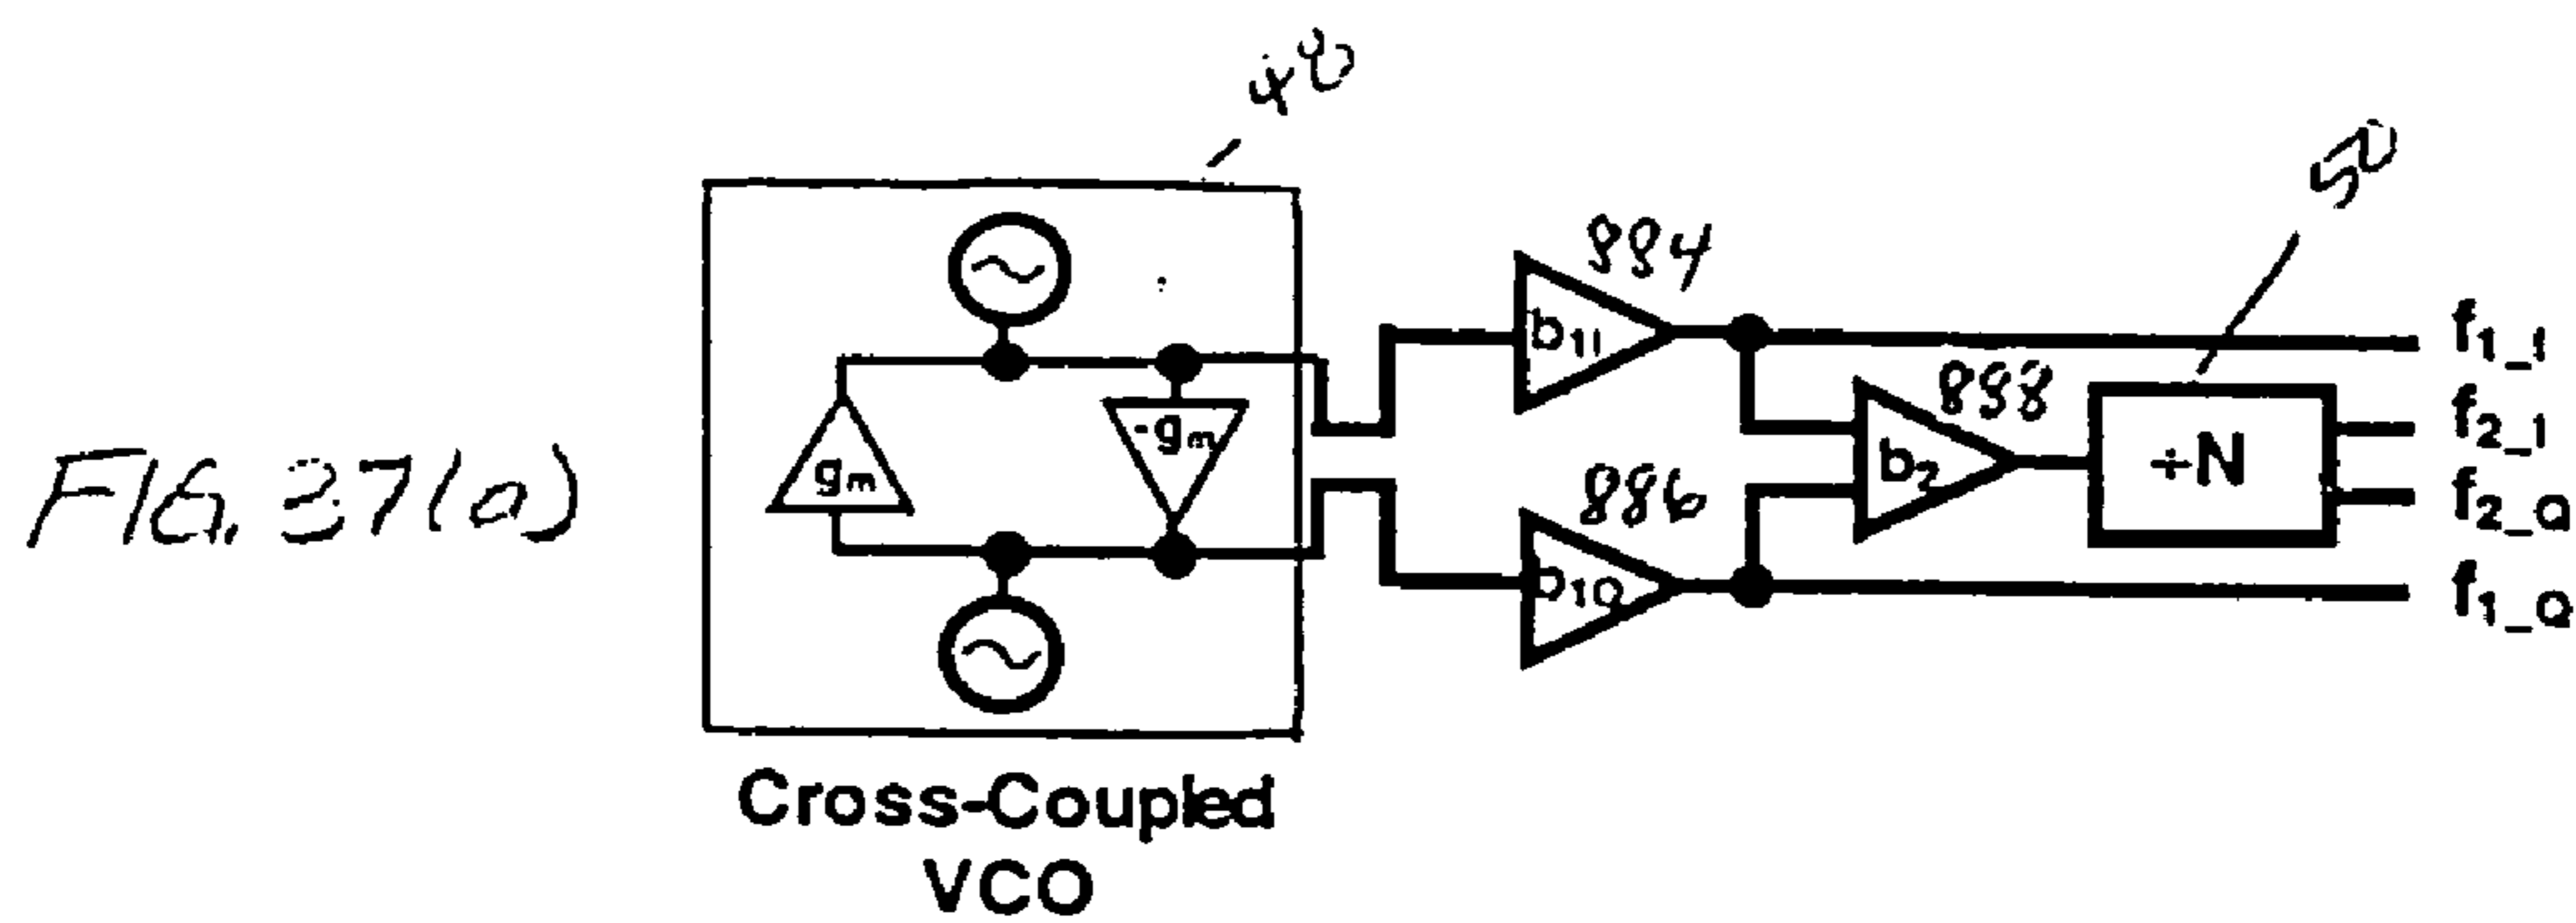 48
50
884
f1_I
b1I
888
f2_I
-gm
gm
b2
÷N
FIG. 37(a)
886
f2_Q
b1Q
f1_Q
Cross-Coupled
VCO